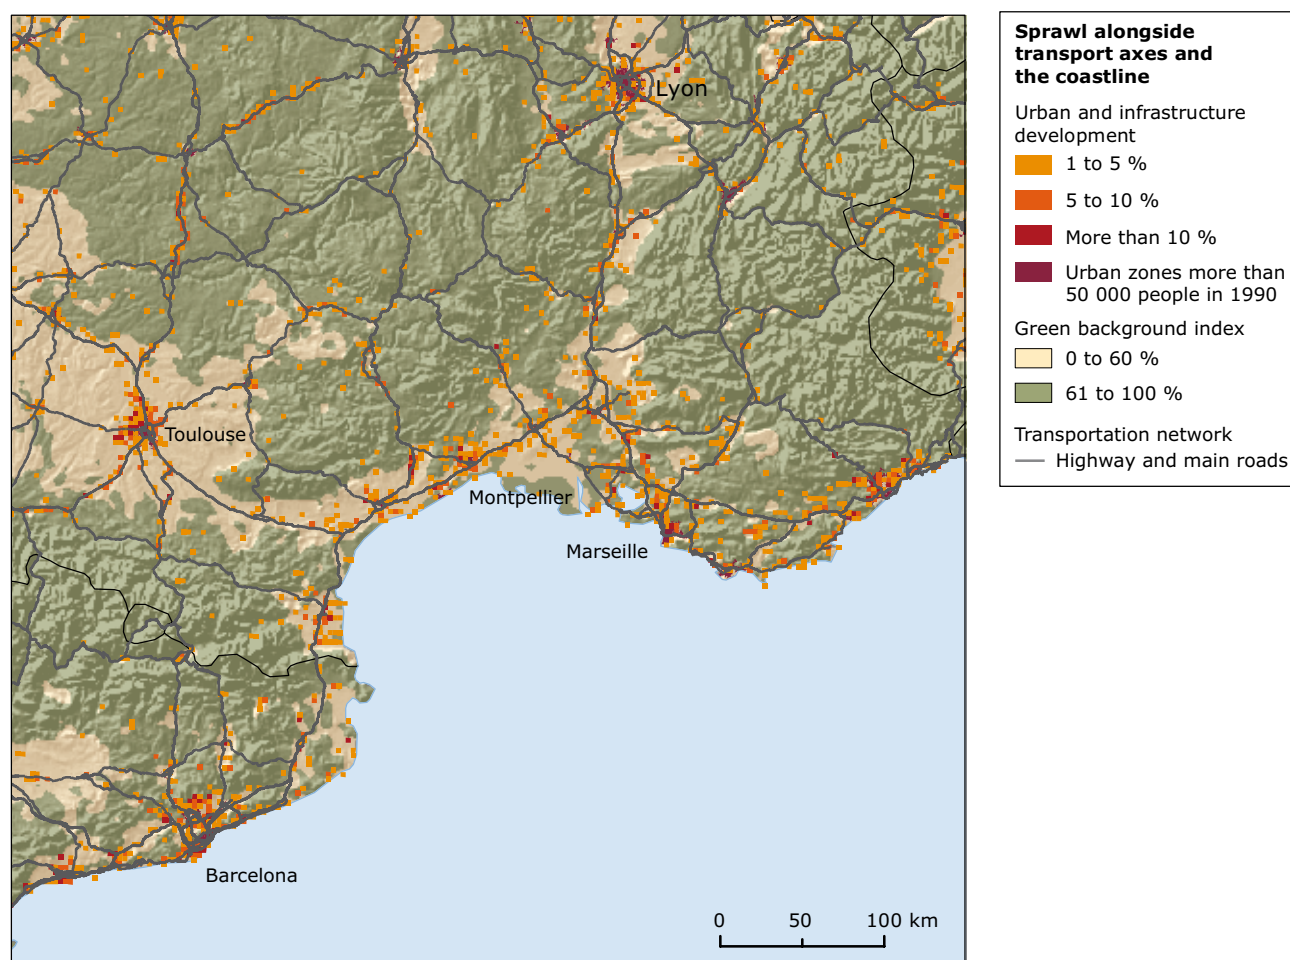 Lyon
Toulouse
Montpellier
Marseille
Barcelona
0 50 100 km
Sprawl alongside
transport axes and
the coastline
Urban and infrastructure
development
1 to 5 %
5 to 10 %
More than 10 %
Urban zones more than
50 000 people in 1990
Green background index
0 to 60 %
61 to 100 %
Transportation network
Highway and main roads